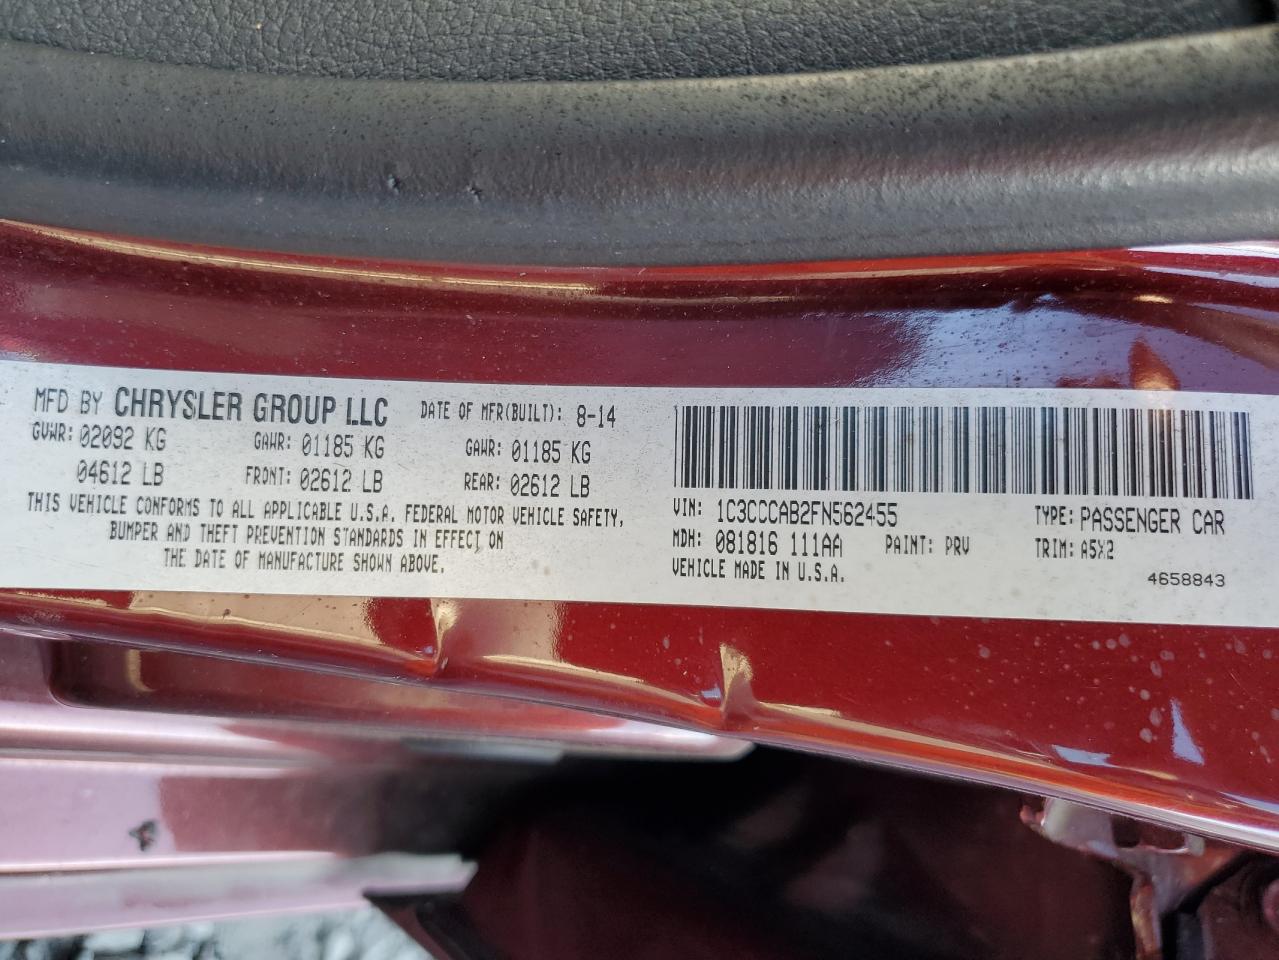 MFD BY CHRYSLER GROUP LLC DATE OF MFR(BUILT): 8-14
GVWR: 02092 KG GAWR: 01185 KG GAWR: 01185 KG
04612 LB FRONT: 02612 LB REAR: 02612 LB
THIS VEHICLE CONFORMS TO ALL APPLICABLE U.S.A. FEDERAL MOTOR VEHICLE SAFETY,
BUMPER AND THEFT PREVENTION STANDARDS IN EFFECT ON
THE DATE OF MANUFACTURE SHOWN ABOVE.
VIN: 1C3CCCAB2FN562455 TYPE: PASSENGER CAR
MDH: 081816 111AA PAINT: PRV TRIM: A5X2
VEHICLE MADE IN U.S.A.
4658843